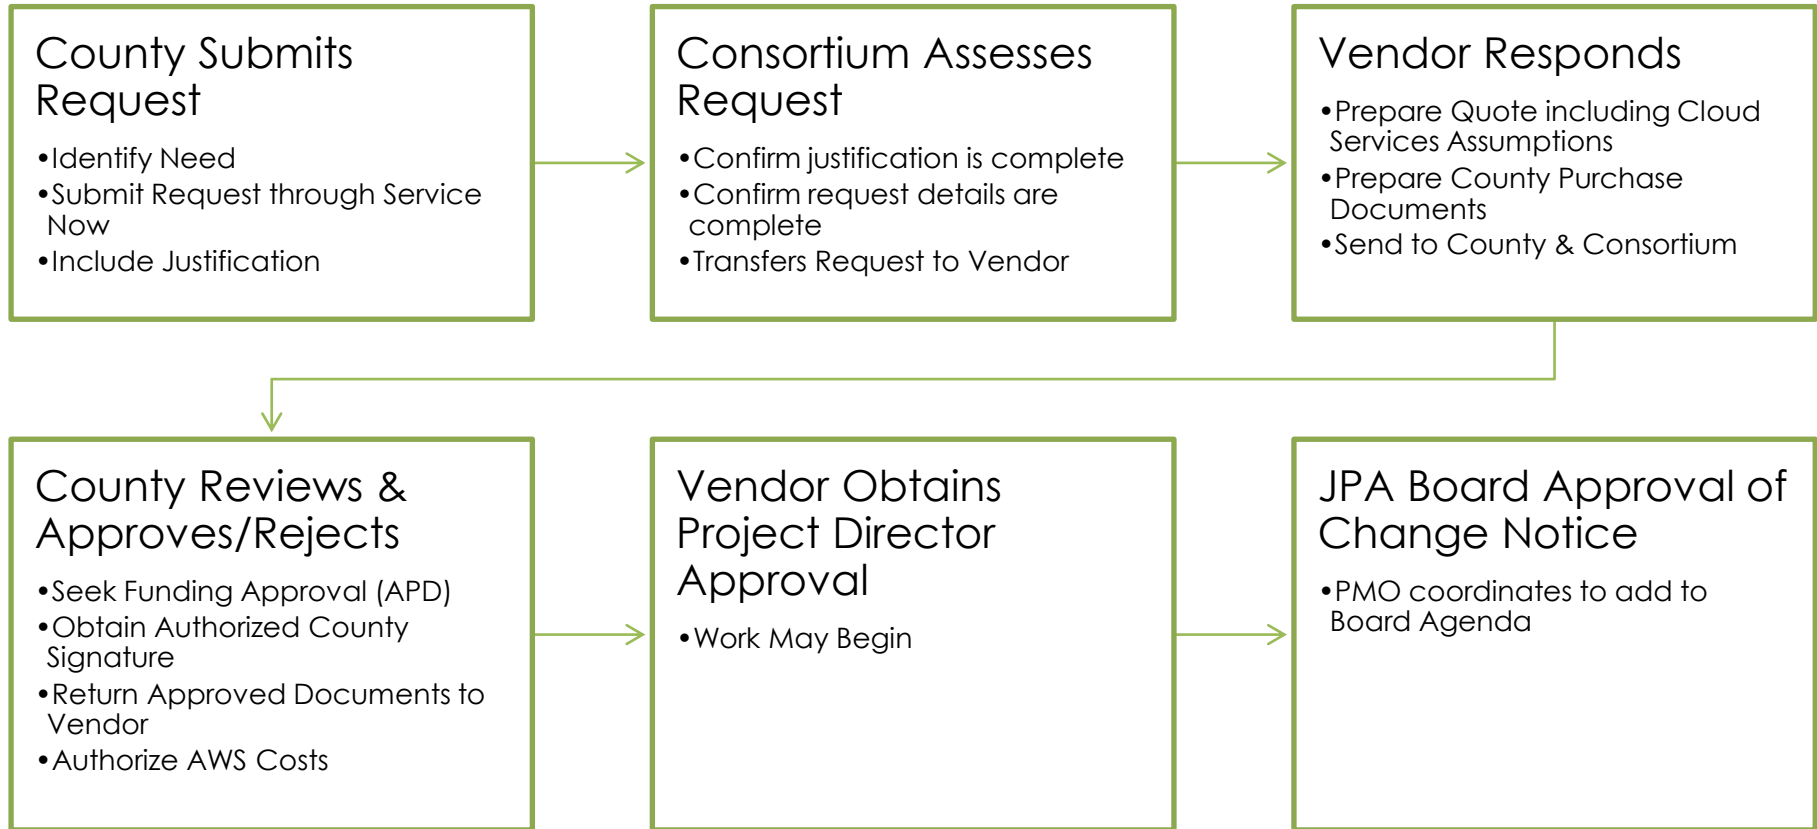 County Submits
Request
•Identify Need
•Submit Request through Service
Now
•Include Justification
Consortium Assesses
Request
•Confirm justification is complete
•Confirm request details are
complete
•Transfers Request to Vendor
Vendor Responds
•Prepare Quote including Cloud
Services Assumptions
•Prepare County Purchase
Documents
•Send to County & Consortium
County Reviews &
Approves/Rejects
•Seek Funding Approval (APD)
•Obtain Authorized County
Signature
•Return Approved Documents to
Vendor
•Authorize AWS Costs
Vendor Obtains
Project Director
Approval
•Work May Begin
JPA Board Approval of
Change Notice
•PMO coordinates to add to
Board Agenda